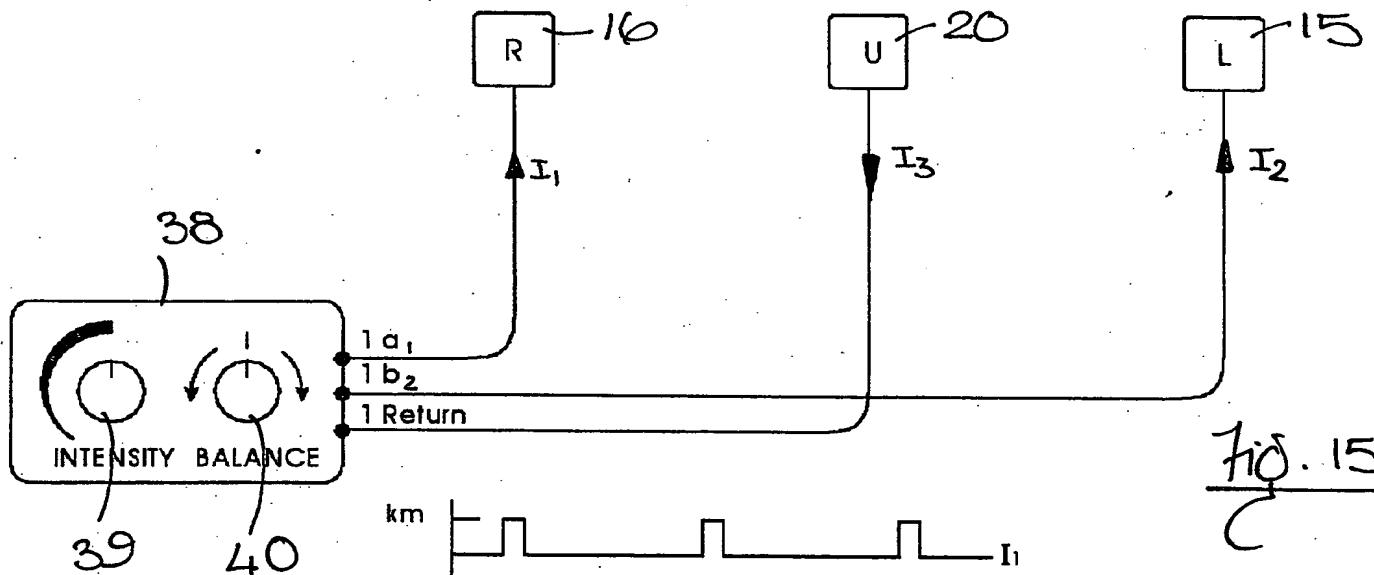 R 16
U 20
L 15
I₁
I₃
I₂
38
1 a₁
1 b₂
1 Return
INTENSITY BALANCE
39
40
Fig. 15
km
I₁